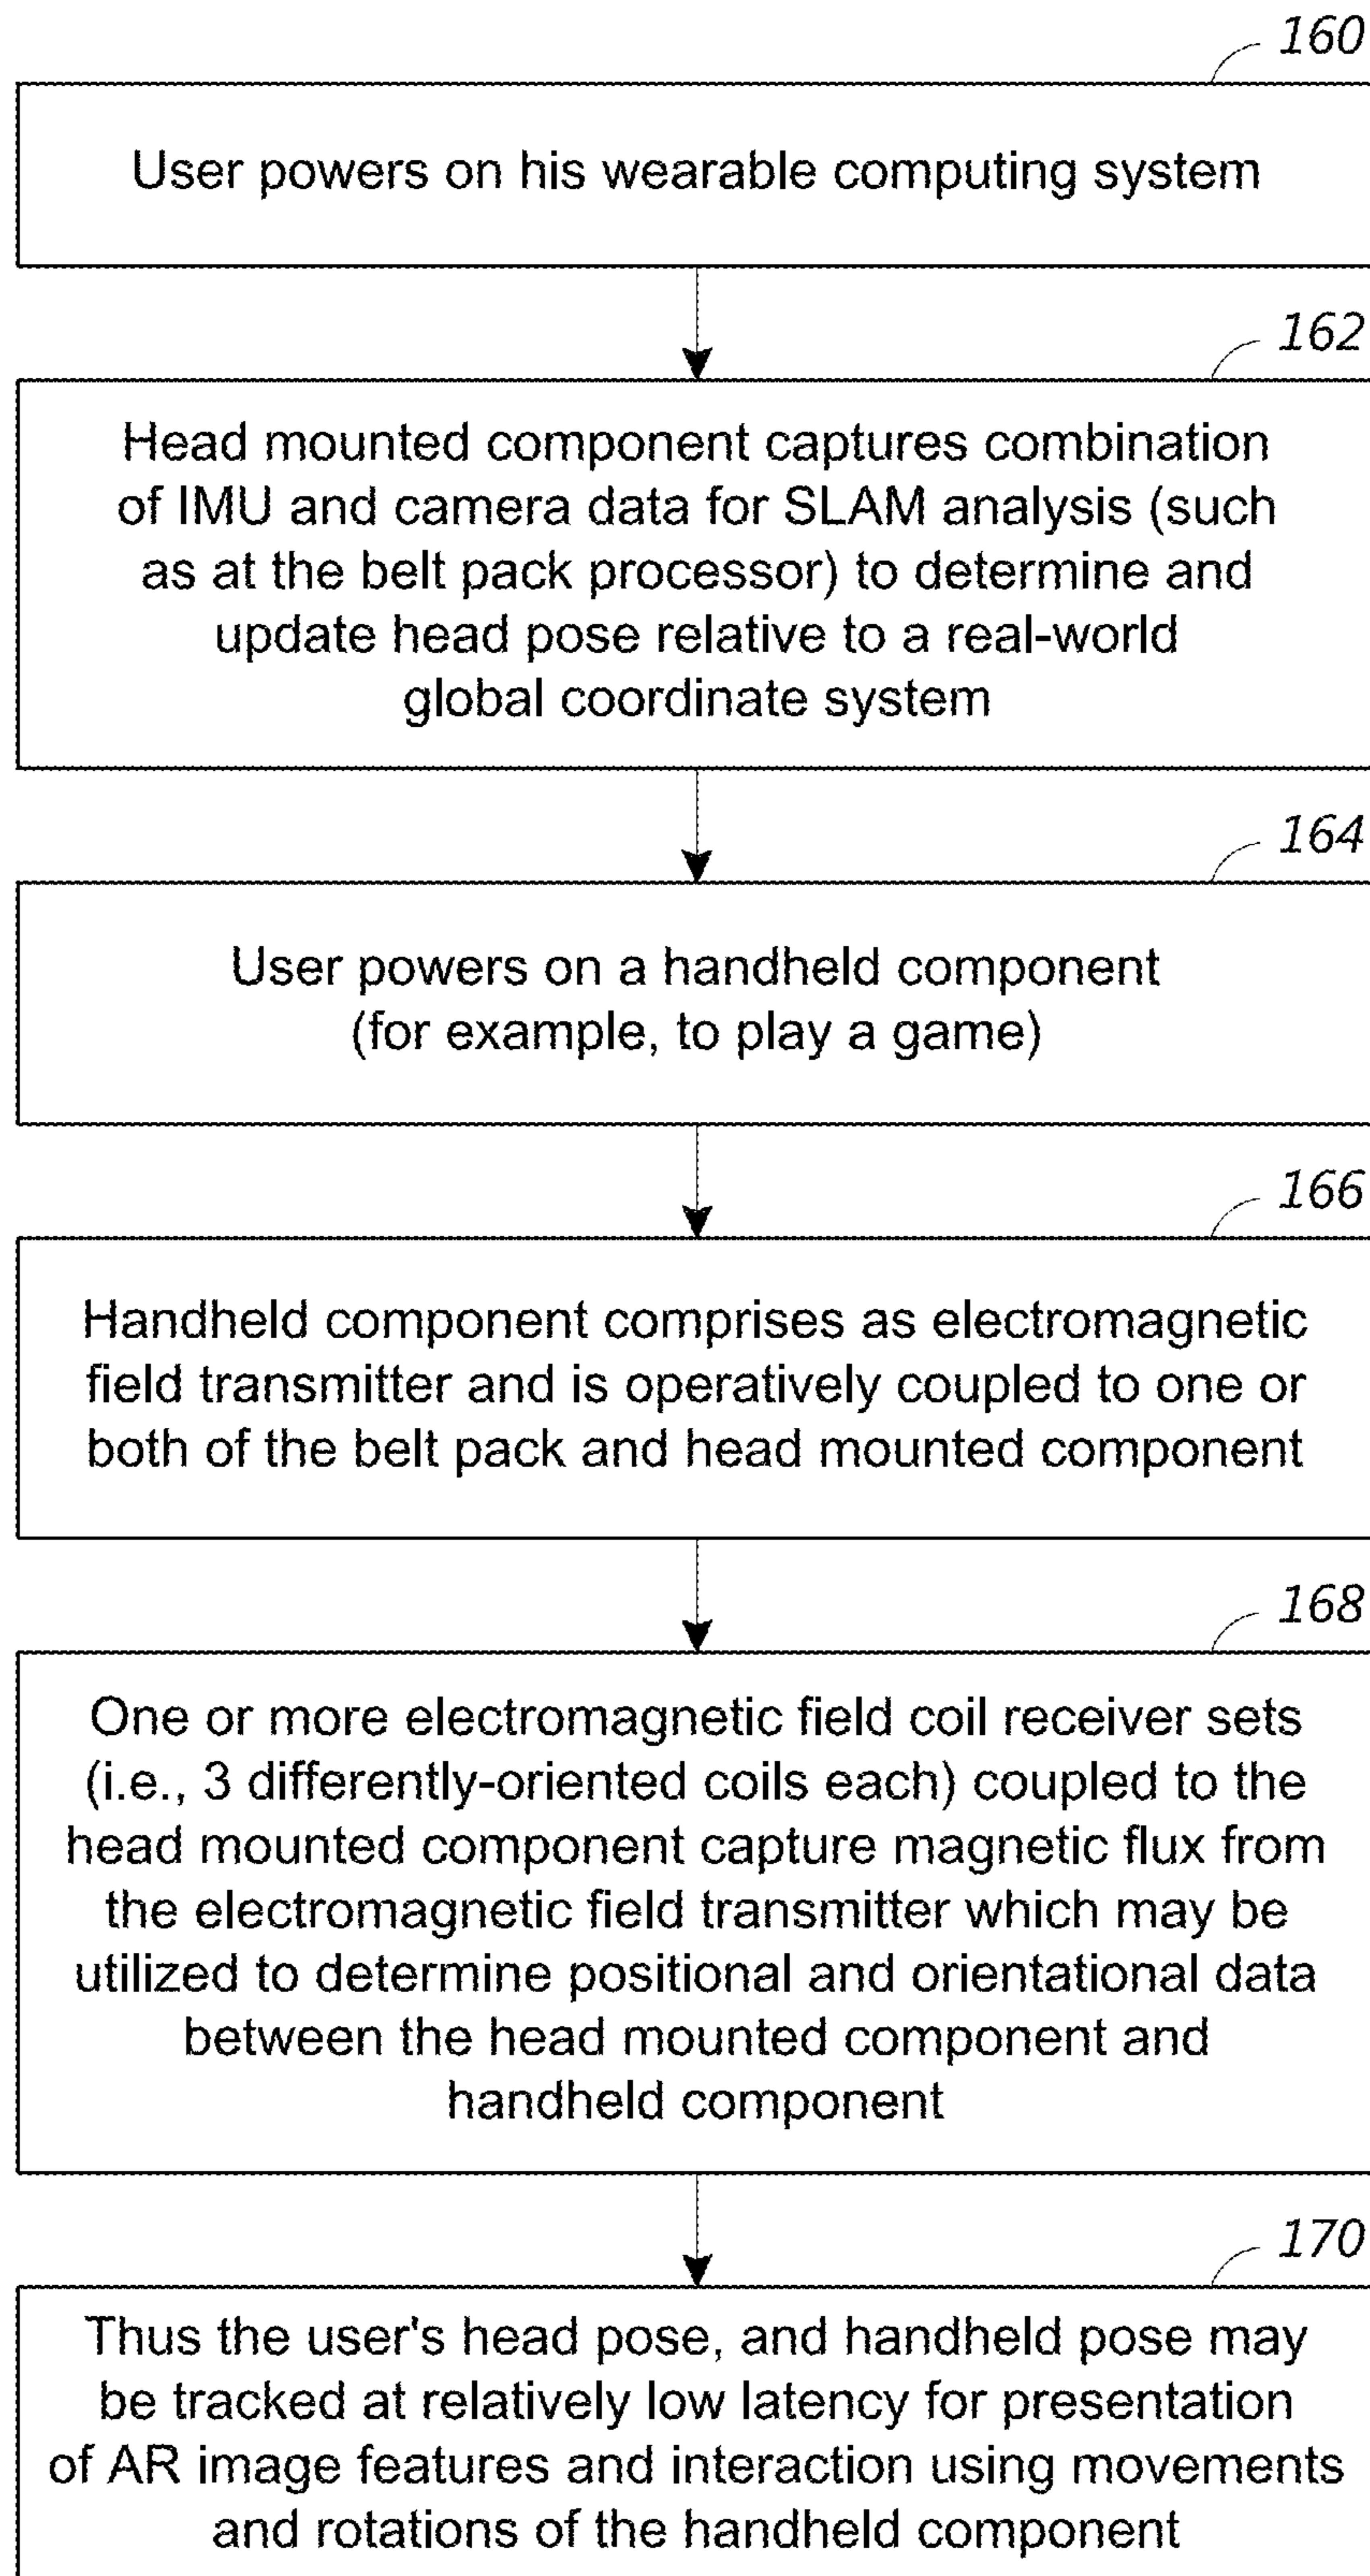 160
User powers on his wearable computing system
162
Head mounted component captures combination
of IMU and camera data for SLAM analysis (such
as at the belt pack processor) to determine and
update head pose relative to a real-world
global coordinate system
164
User powers on a handheld component
(for example, to play a game)
166
Handheld component comprises as electromagnetic
field transmitter and is operatively coupled to one or
both of the belt pack and head mounted component
168
One or more electromagnetic field coil receiver sets
(i.e., 3 differently-oriented coils each) coupled to the
head mounted component capture magnetic flux from
the electromagnetic field transmitter which may be
utilized to determine positional and orientational data
between the head mounted component and
handheld component
170
Thus the user's head pose, and handheld pose may
be tracked at relatively low latency for presentation
of AR image features and interaction using movements
and rotations of the handheld component